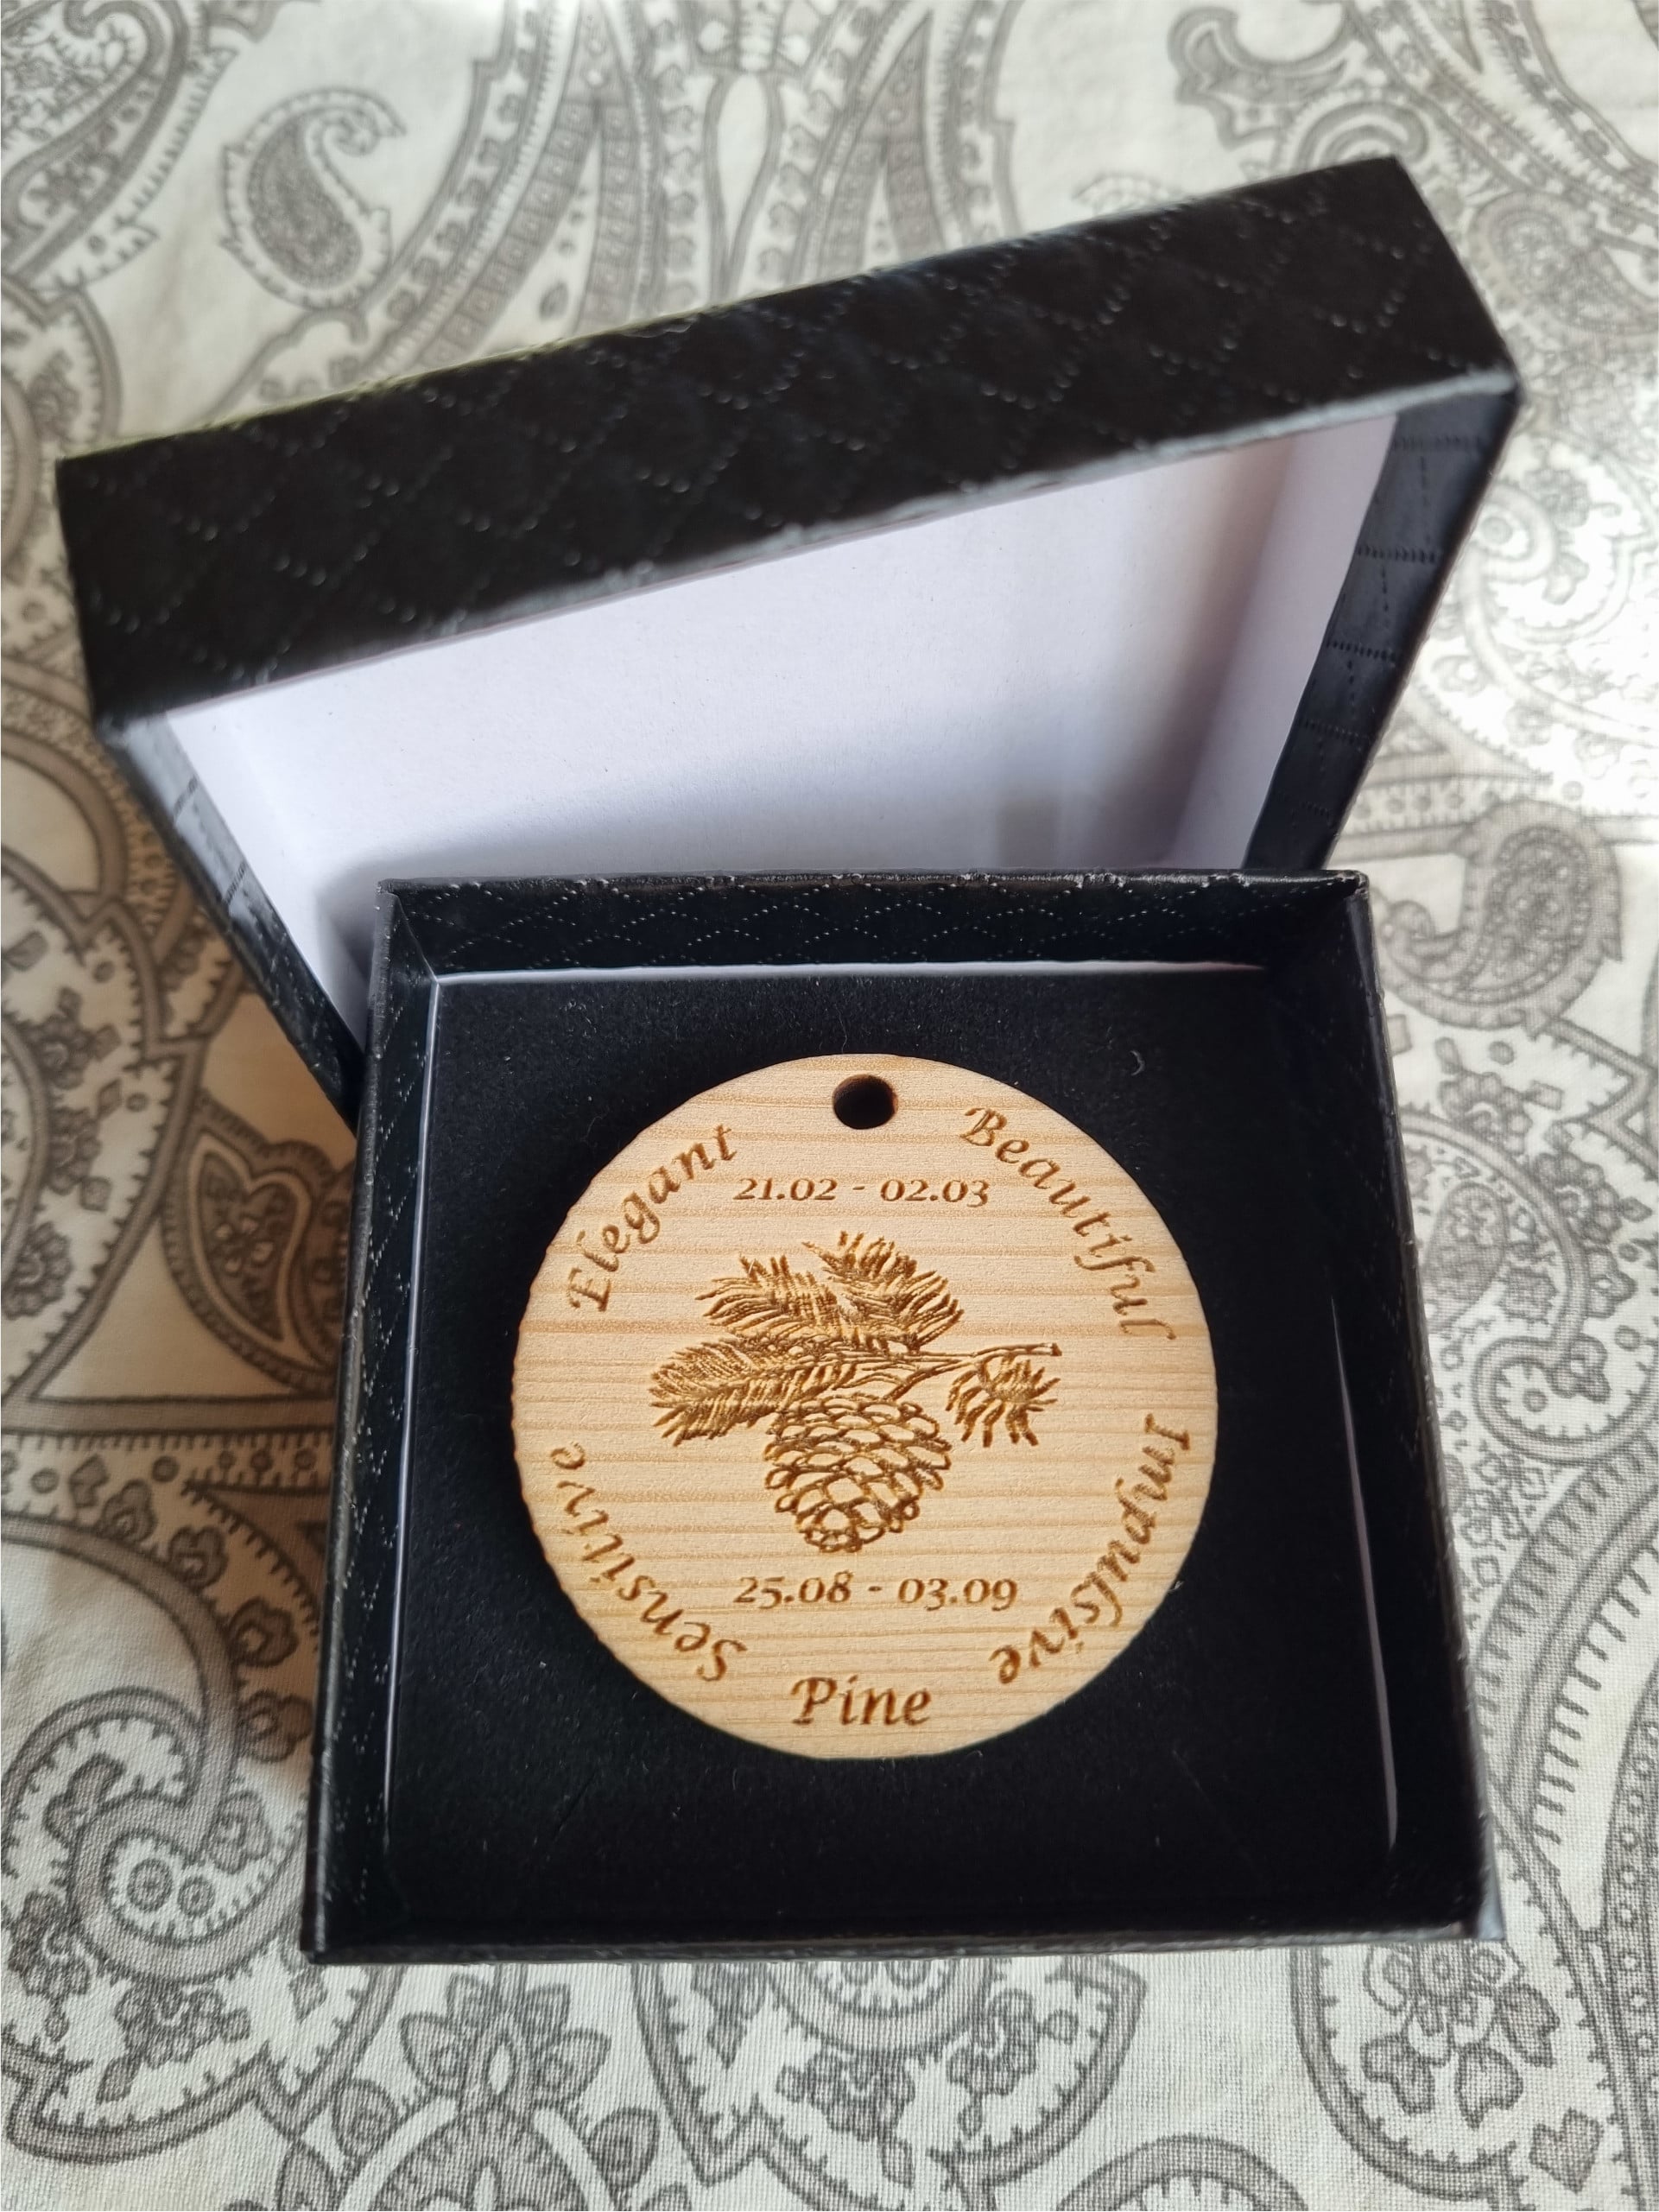 Elegant
Beautiful
21.02 - 02.03
Sensitive
Impulsive
25.08 - 03.09
Pine